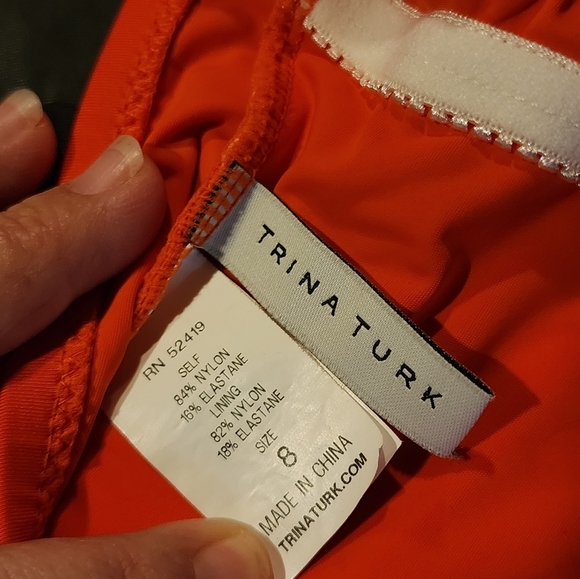 TRINA TURK
RN 52419
SELF
84% NYLON
16% ELASTANE
LINING
82% NYLON
18% ELASTANE
SIZE
8
MADE IN CHINA
TRINATURK.COM